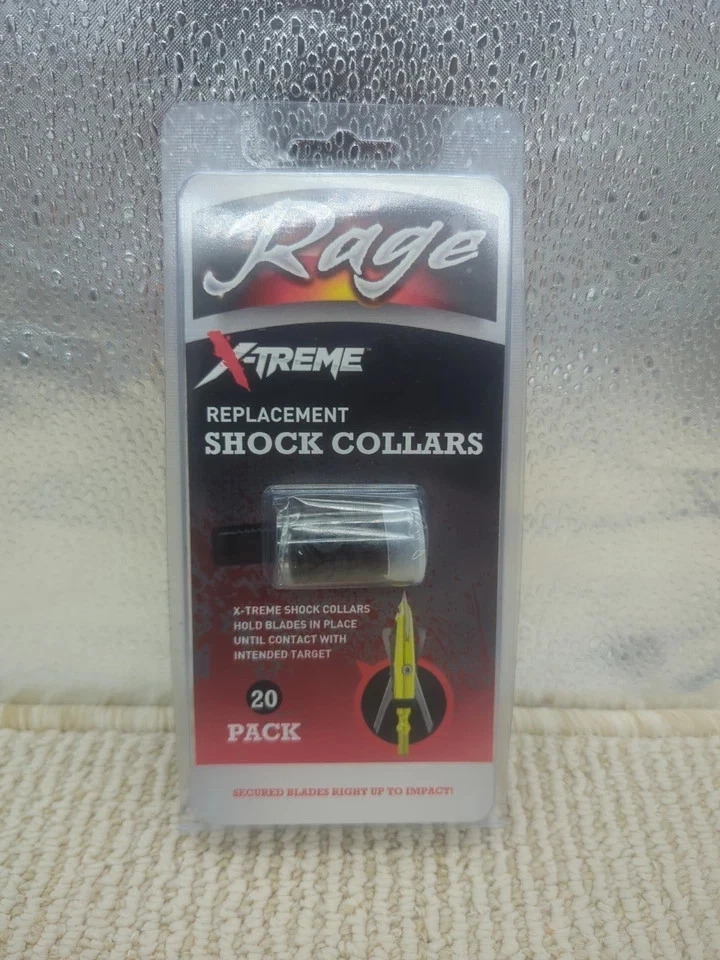 Rage
X-TREME™
REPLACEMENT
SHOCK COLLARS
X-TREME SHOCK COLLARS
HOLD BLADES IN PLACE
UNTIL CONTACT WITH
INTENDED TARGET
20
PACK
SECURED BLADES RIGHT UP TO IMPACT!